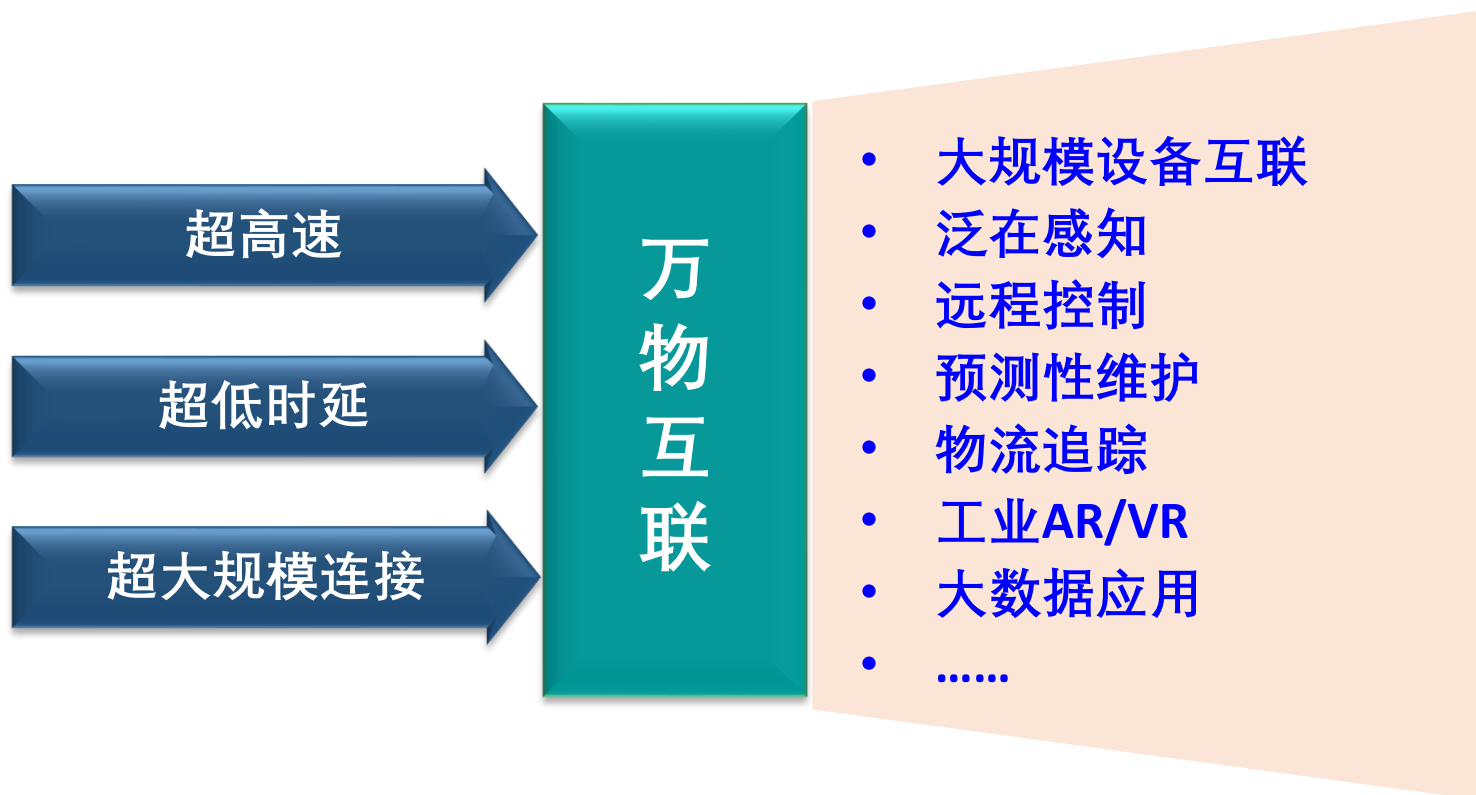 超高速
超低时延
超大规模连接
万
物
互
联
• 大规模设备互联
• 泛在感知
• 远程控制
• 预测性维护
• 物流追踪
• 工业AR/VR
• 大数据应用
• ……